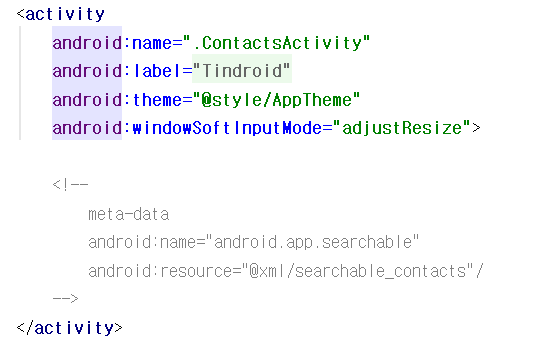 <activity
android:name=".ContactsActivity"
android:label="Tindroid"
android:theme="@style/AppTheme"
android:windowSoftInputMode="adjustResize">
<!--
meta-data
android:name="android.app.searchable"
android:resource="@xml/searchable_contacts"/
-->
</activity>